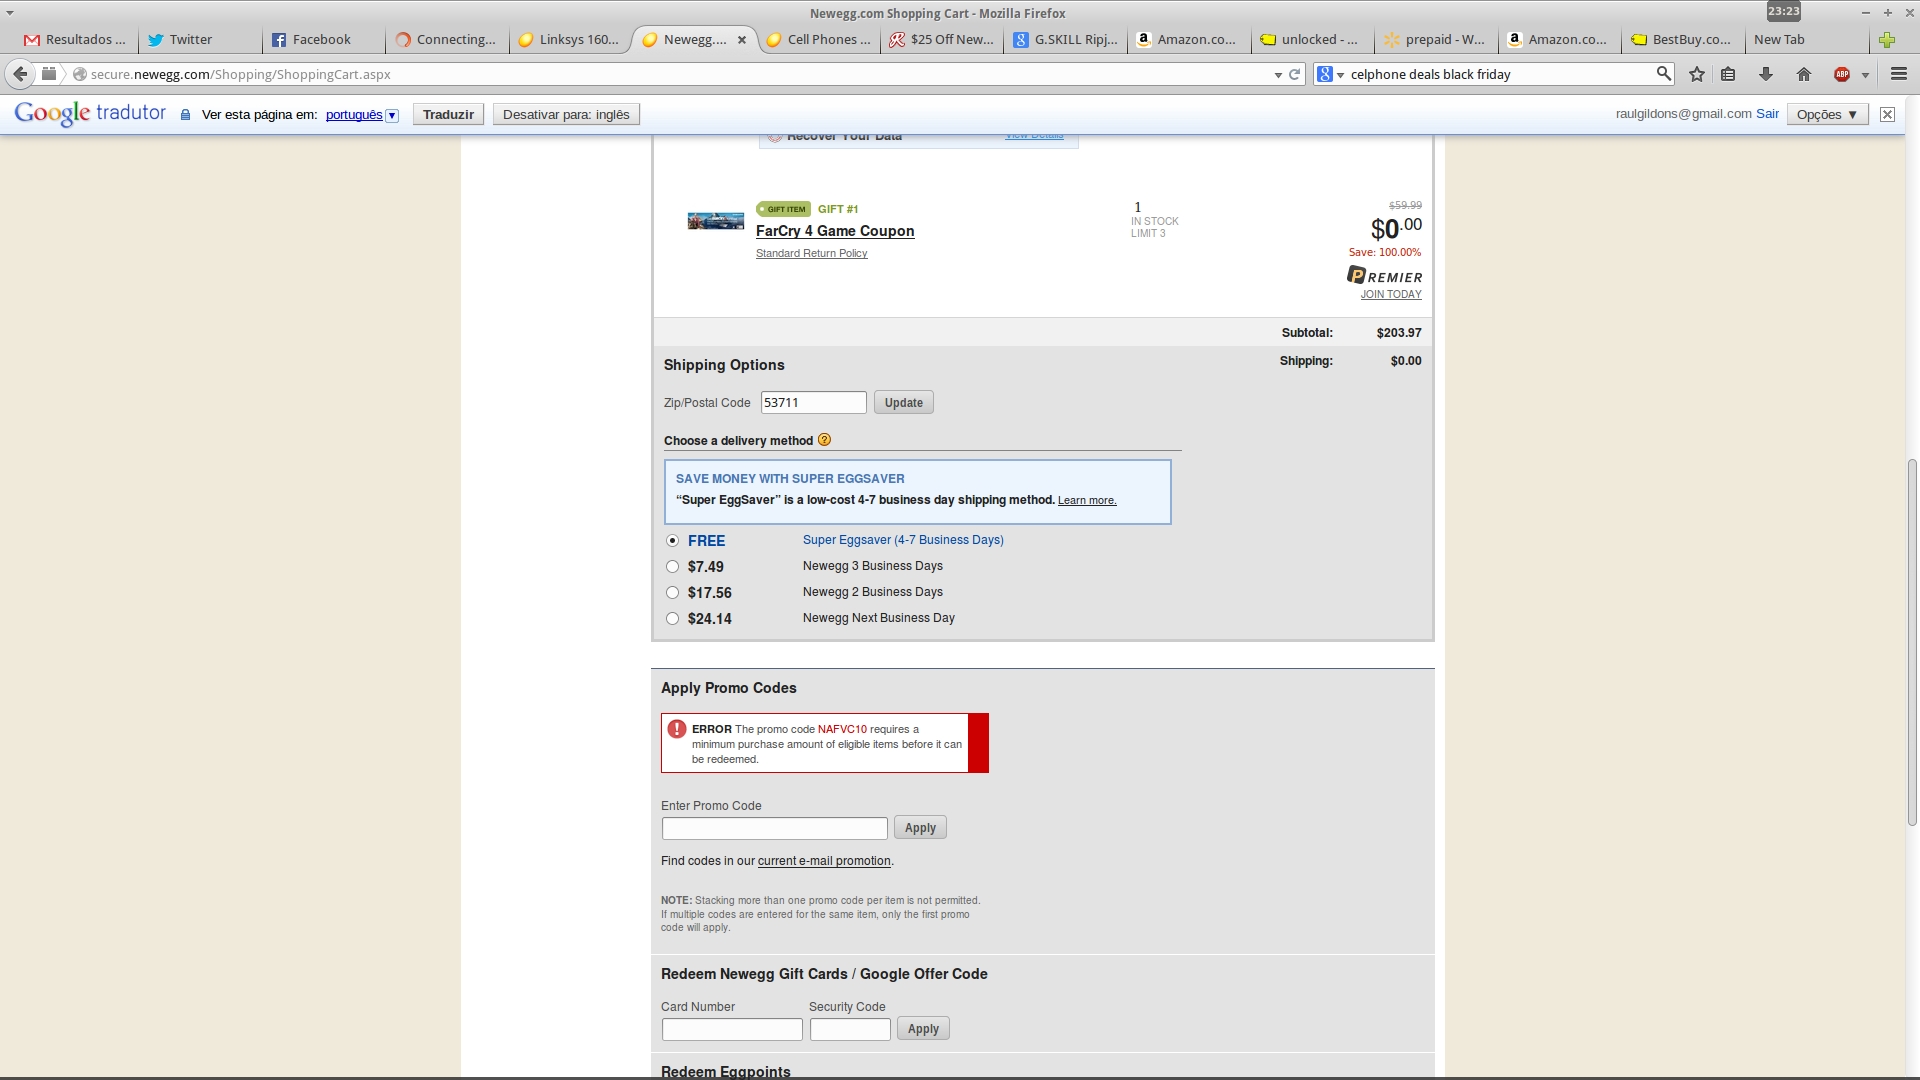 Newegg.com Shopping Cart - Mozilla Firefox
23:23
Resultados ...
Twitter
Facebook
Connecting...
Linksys 160...
Newegg....
Cell Phones ...
$25 Off New...
G.SKILL Ripj...
Amazon.co...
unlocked - ...
prepaid - W...
Amazon.co...
BestBuy.co...
New Tab
secure.newegg.com/Shopping/ShoppingCart.aspx
celphone deals black friday
ABP
Google tradutor
Ver esta página em: português
Traduzir
Desativar para: inglês
raulgildons@gmail.com Sair
Opções ▼
Recover Your Data
View Details
GIFT ITEM GIFT #1
FarCry 4 Game Coupon
Standard Return Policy
1
IN STOCK
LIMIT 3
$59.99
$0.00
Save: 100.00%
PREMIER
JOIN TODAY
Subtotal: $203.97
Shipping Options
Shipping: $0.00
Zip/Postal Code 53711 Update
Choose a delivery method ?
SAVE MONEY WITH SUPER EGGSAVER
“Super EggSaver” is a low-cost 4-7 business day shipping method. Learn more.
FREE Super Eggsaver (4-7 Business Days)
$7.49 Newegg 3 Business Days
$17.56 Newegg 2 Business Days
$24.14 Newegg Next Business Day
Apply Promo Codes
ERROR The promo code NAFVC10 requires a
minimum purchase amount of eligible items before it can
be redeemed.
Enter Promo Code
Apply
Find codes in our current e-mail promotion.
NOTE: Stacking more than one promo code per item is not permitted.
If multiple codes are entered for the same item, only the first promo
code will apply.
Redeem Newegg Gift Cards / Google Offer Code
Card Number Security Code
Apply
Redeem Eggpoints